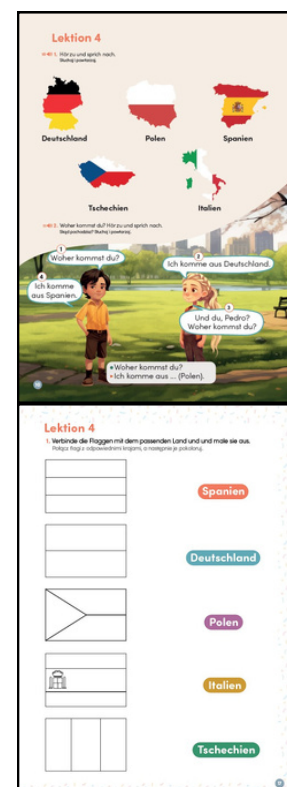 Lektion 4
1. Hör zu und sprich nach.
Słuchaj i powtarzaj.
Deutschland
Polen
Spanien
Tschechien
Italien
2. Woher kommst du? Hör zu und sprich nach.
Skąd pochodzisz? Słuchaj i powtarzaj.
1
Woher kommst du?
2
Ich komme aus Deutschland.
3
Und du, Pedro?
Woher kommst du?
4
Ich komme
aus Spanien.
• Woher kommst du?
• Ich komme aus ... (Polen).
Lektion 4
1. Verbinde die Flaggen mit dem passenden Land und und male sie aus.
Połącz flagi z odpowiednimi krajami, a następnie je pokoloruj.
Spanien
Deutschland
Polen
Italien
Tschechien